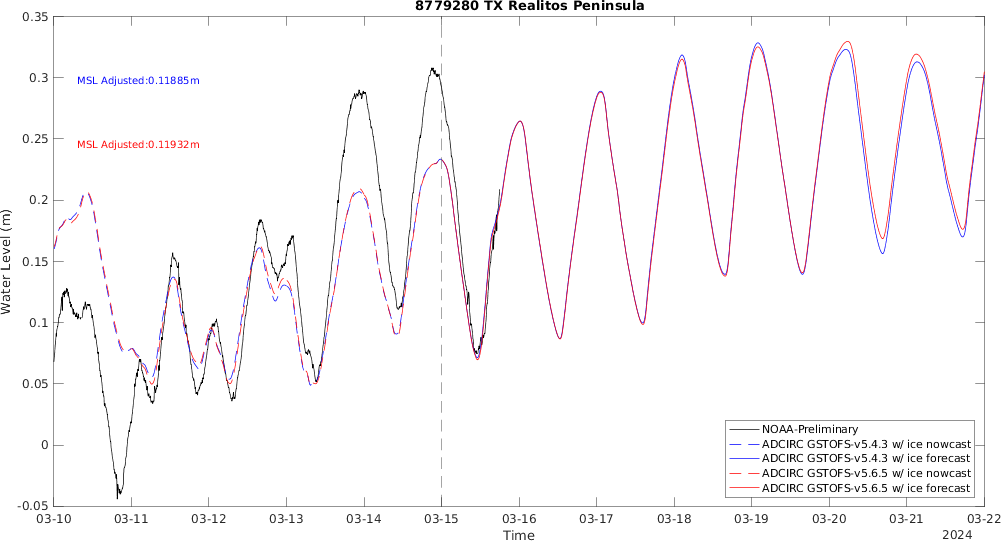 8779280 TX Realitos Peninsula
0.35
0.3
0.25
0.2
0.15
0.1
0.05
0
-0.05
Water Level (m)
MSL Adjusted:0.11885m
MSL Adjusted:0.11932m
NOAA-Preliminary
ADCIRC GSTOFS-v5.4.3 w/ ice nowcast
ADCIRC GSTOFS-v5.4.3 w/ ice forecast
ADCIRC GSTOFS-v5.6.5 w/ ice nowcast
ADCIRC GSTOFS-v5.6.5 w/ ice forecast
03-10 03-11 03-12 03-13 03-14 03-15 03-16 03-17 03-18 03-19 03-20 03-21 03-22
Time
2024